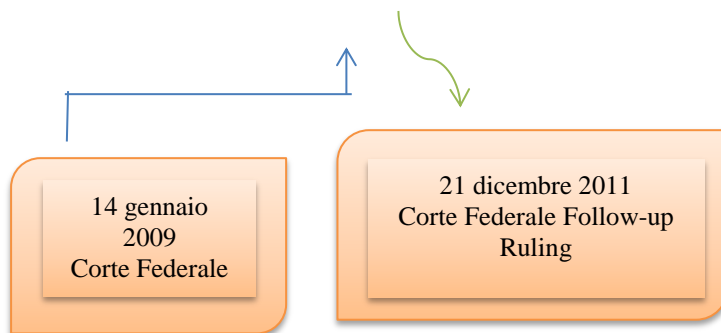 14 gennaio
2009
Corte Federale
21 dicembre 2011
Corte Federale Follow-up
Ruling